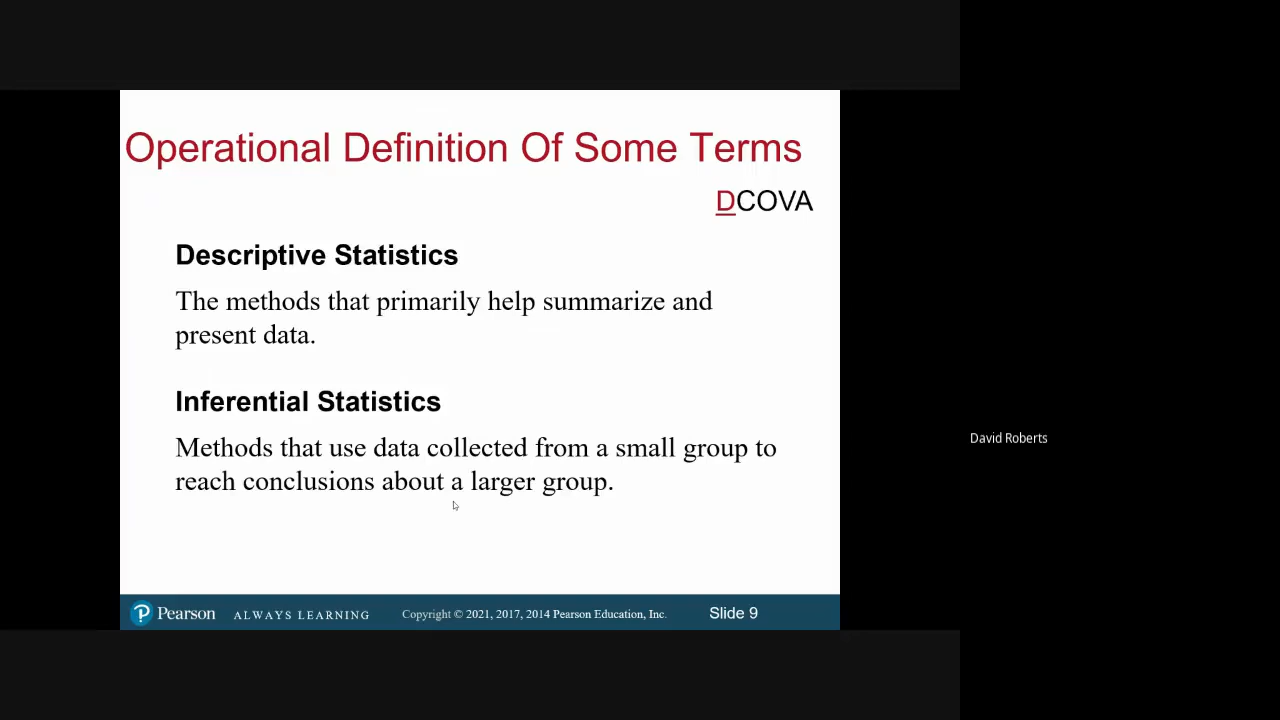 Operational Definition Of Some Terms
DCOVA
Descriptive Statistics
The methods that primarily help summarize and
present data.
Inferential Statistics
Methods that use data collected from a small group to
reach conclusions about a larger group.
David Roberts
Pearson ALWAYS LEARNING Copyright © 2021, 2017, 2014 Pearson Education, Inc. Slide 9